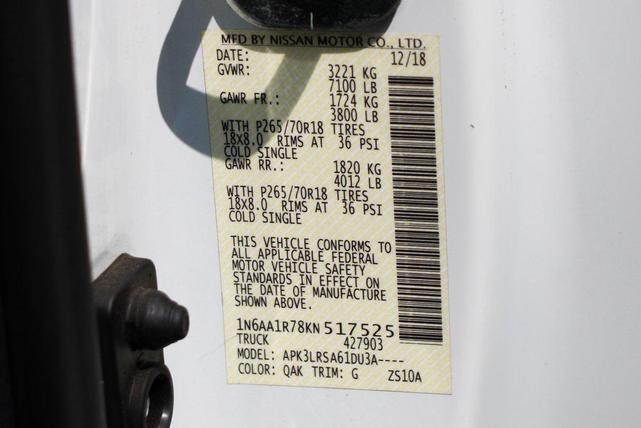 MFD BY NISSAN MOTOR CO., LTD.
DATE: 12/18
GVWR: 3221 KG
7100 LB
GAWR FR.: 1724 KG
3800 LB
WITH P265/70R18 TIRES
18X8.0 RIMS AT 36 PSI
COLD SINGLE
GAWR RR.: 1820 KG
4012 LB
WITH P265/70R18 TIRES
18X8.0 RIMS AT 36 PSI
COLD SINGLE
THIS VEHICLE CONFORMS TO
ALL APPLICABLE FEDERAL
MOTOR VEHICLE SAFETY
STANDARDS IN EFFECT ON
THE DATE OF MANUFACTURE
SHOWN ABOVE.
1N6AA1R78KN517525
TRUCK 427903
MODEL: APK3LRSA61DU3A----
COLOR: QAK TRIM: G ZS10A